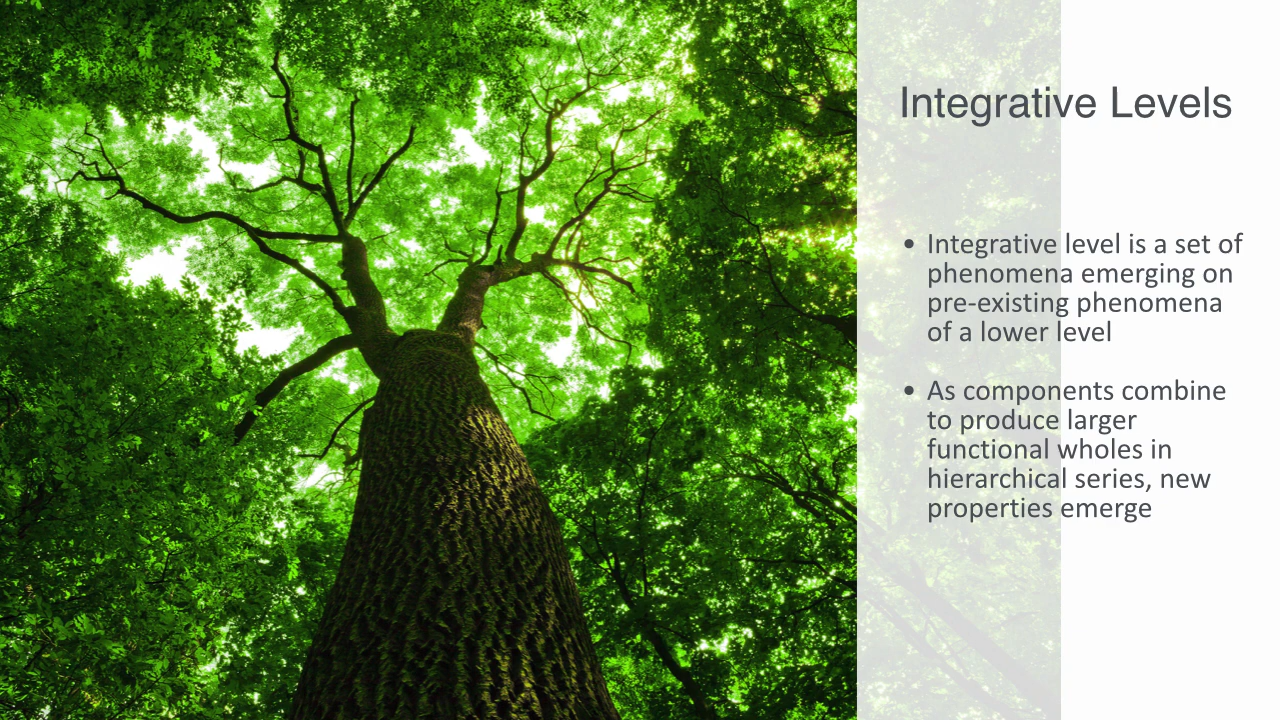 Integrative Levels
• Integrative level is a set of
phenomena emerging on
pre-existing phenomena
of a lower level
• As components combine
to produce larger
functional wholes in
hierarchical series, new
properties emerge